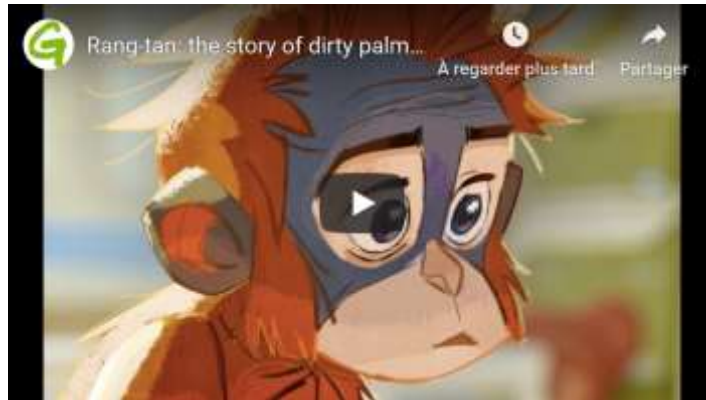 Rang-tan: the story of dirty palm...
À regarder plus tard
Partager